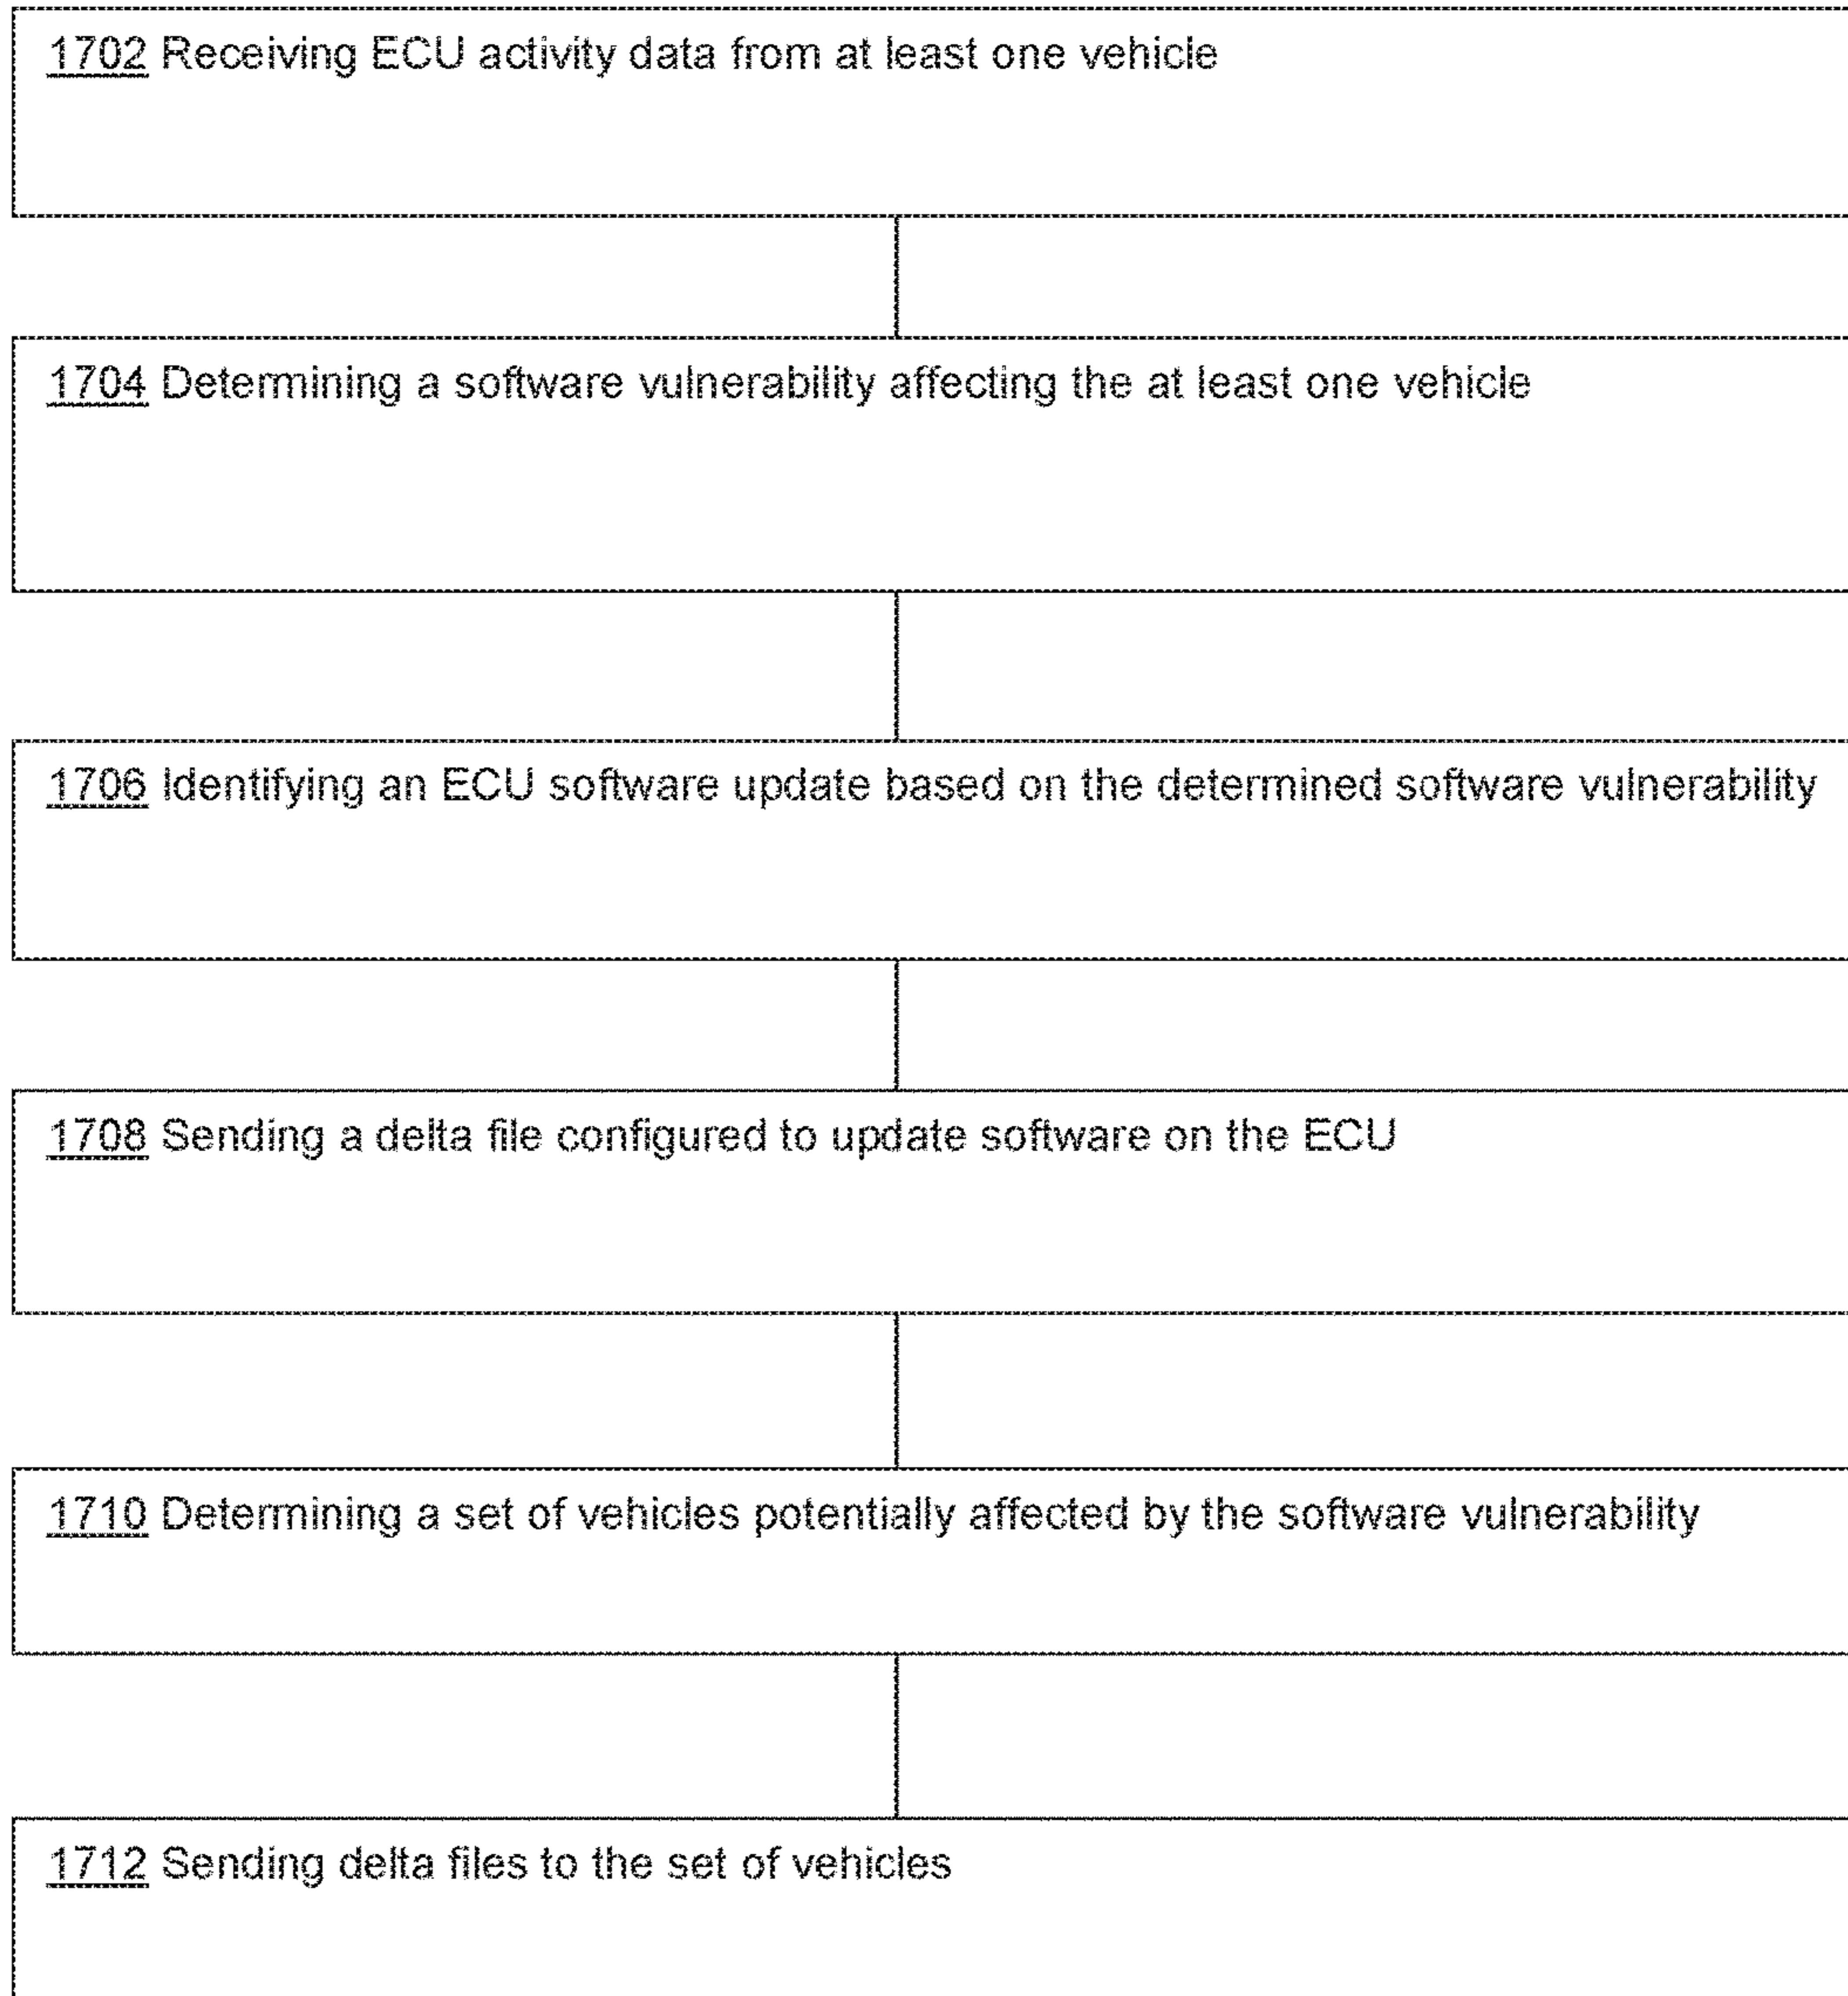 1702 Receiving ECU activity data from at least one vehicle
1704 Determining a software vulnerability affecting the at least one vehicle
1706 Identifying an ECU software update based on the determined software vulnerability
1708 Sending a delta file configured to update software on the ECU
1710 Determining a set of vehicles potentially affected by the software vulnerability
1712 Sending delta files to the set of vehicles